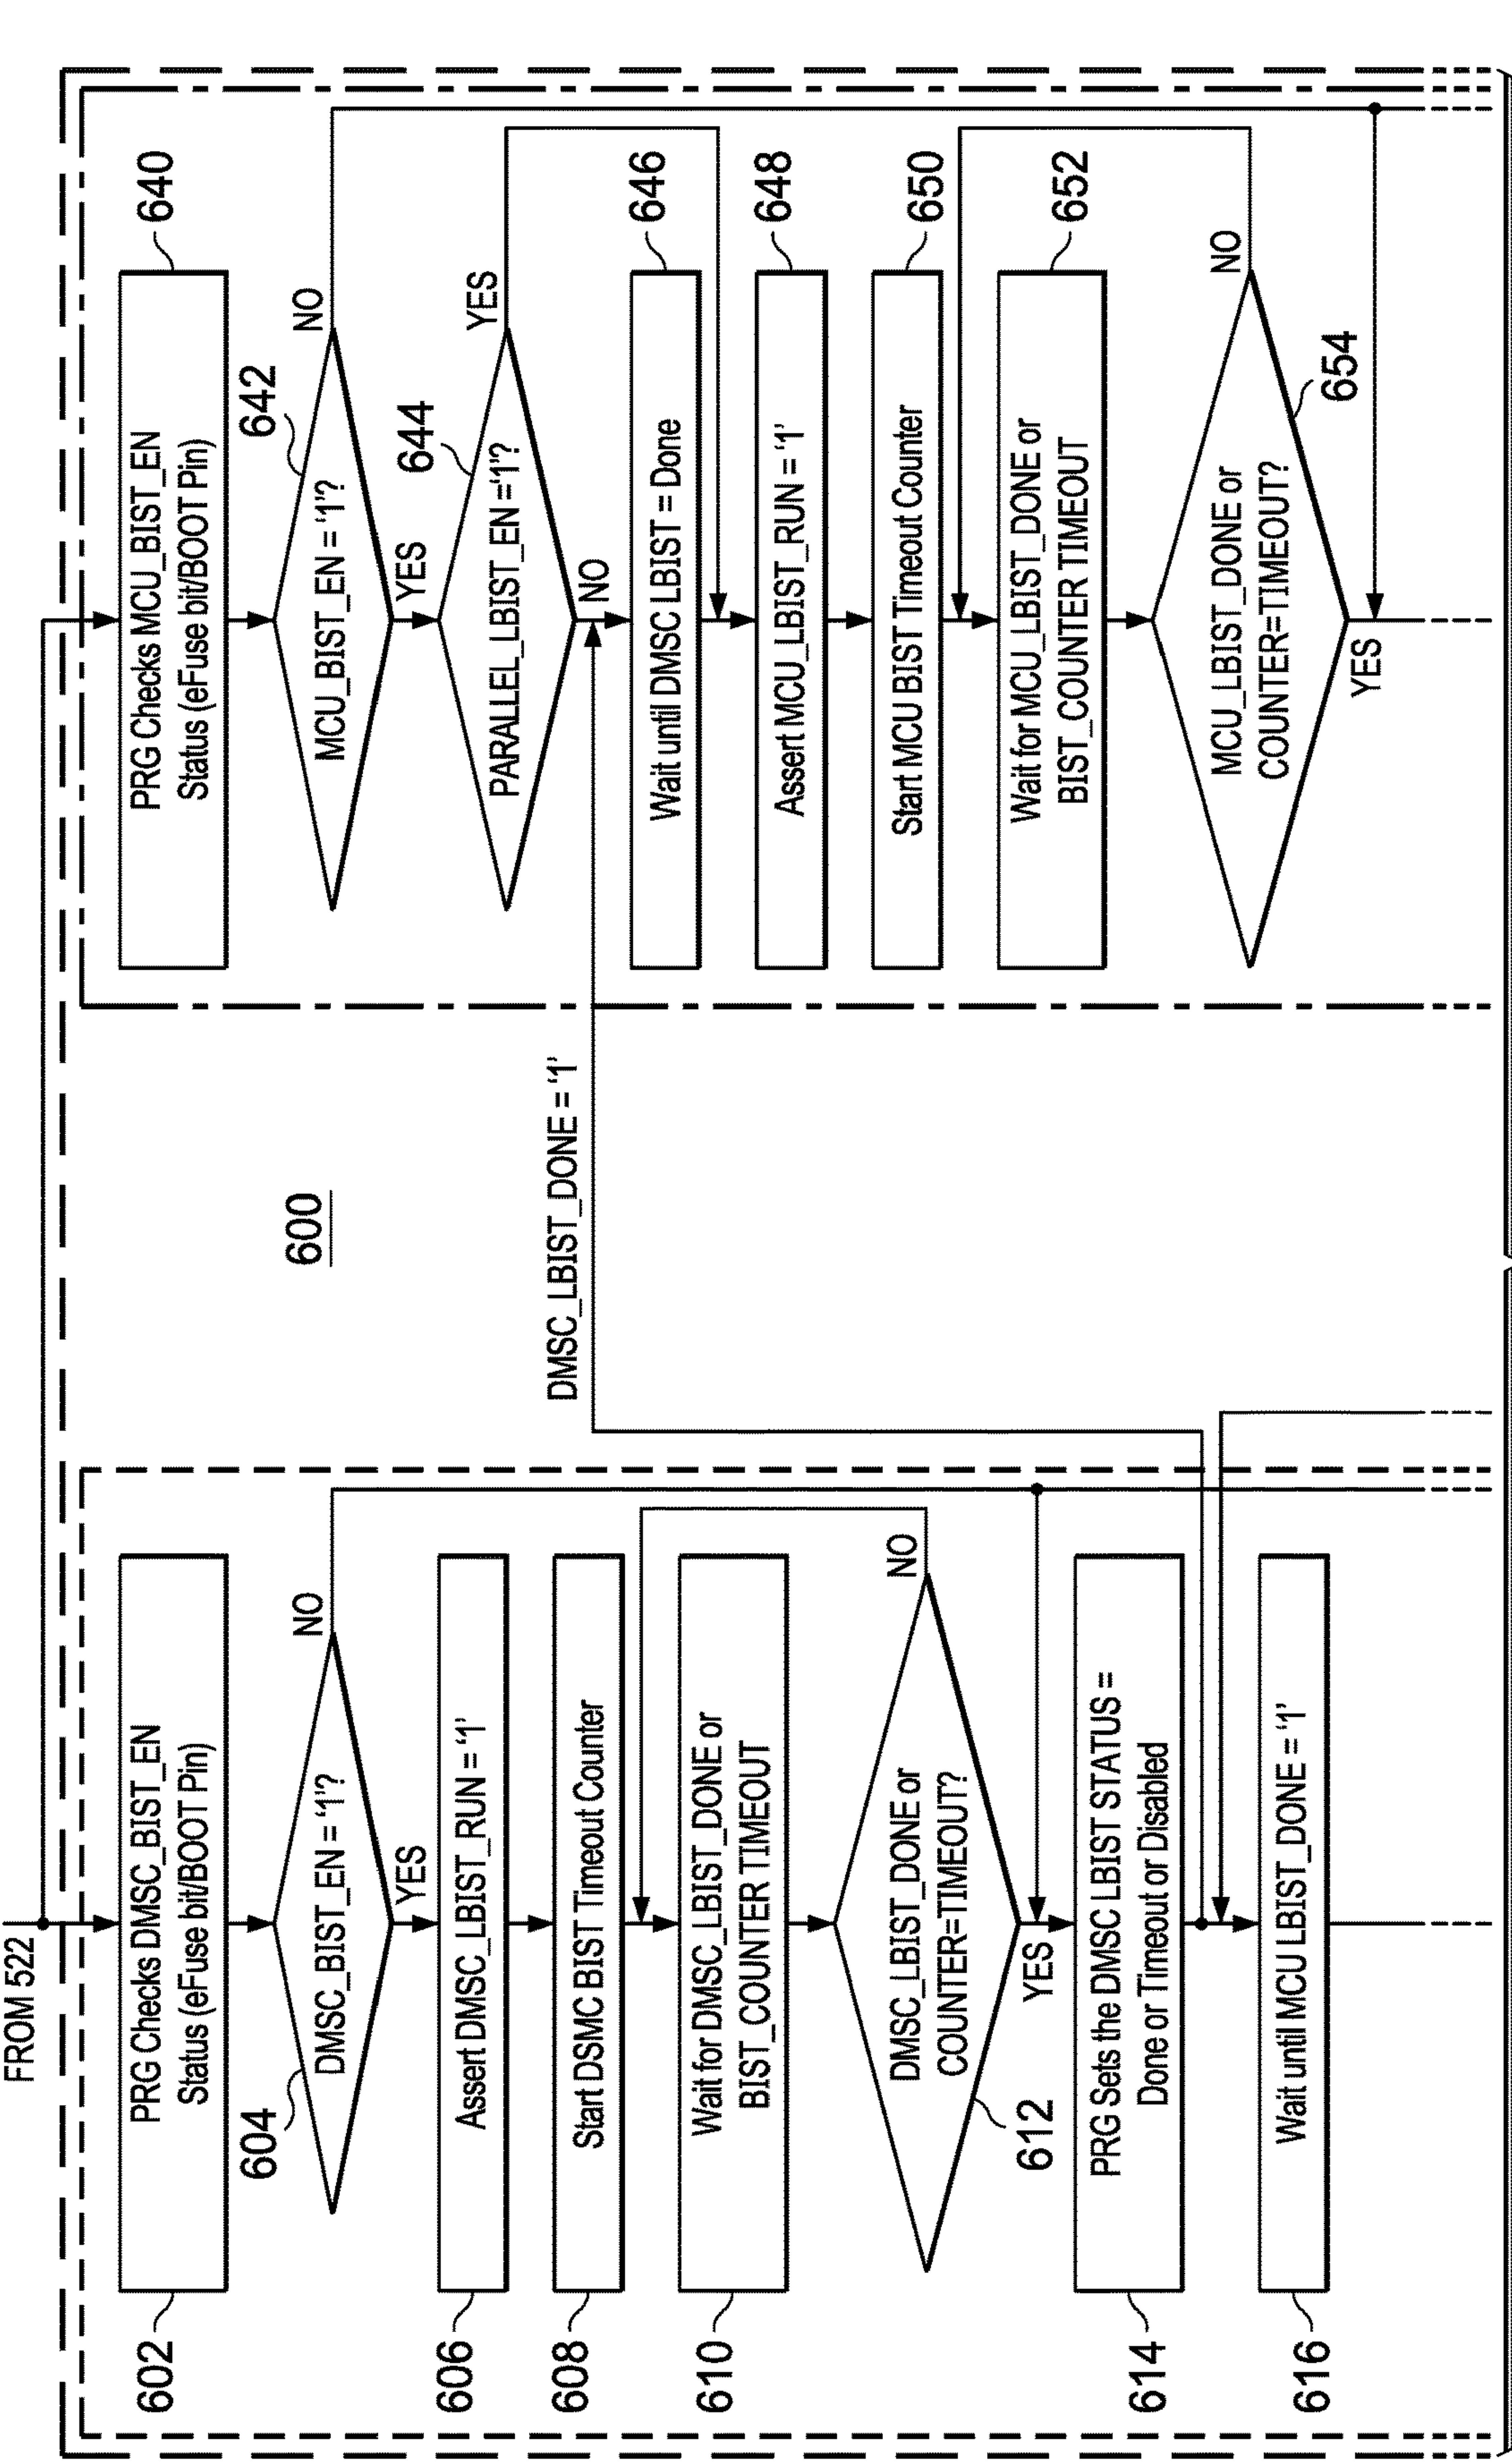 FROM 522
602
PRG Checks DMSC_BIST_EN
Status (eFuse bit/BOOT Pin)
604
DMSC_BIST_EN = ‘1’?
NO
YES
606
Assert DMSC_LBIST_RUN = ‘1’
608
Start DSMC BIST Timeout Counter
610
Wait for DMSC_LBIST_DONE or
BIST_COUNTER TIMEOUT
DMSC_LBIST_DONE or
COUNTER=TIMEOUT?
NO
612
YES
614
PRG Sets the DMSC LBIST STATUS =
Done or Timeout or Disabled
616
Wait until MCU LBIST_DONE = ‘1’
600
DMSC_LBIST_DONE = ‘1’
PRG Checks MCU_BIST_EN
Status (eFuse bit/BOOT Pin)
640
642
MCU_BIST_EN = ‘1’?
NO
YES
644
PARALLEL_LBIST_EN =‘1’?
YES
NO
Wait until DMSC LBIST = Done
646
Assert MCU_LBIST_RUN = ‘1’
648
Start MCU BIST Timeout Counter
650
Wait for MCU_LBIST_DONE or
BIST_COUNTER TIMEOUT
652
MCU_LBIST_DONE or
COUNTER=TIMEOUT?
NO
654
YES